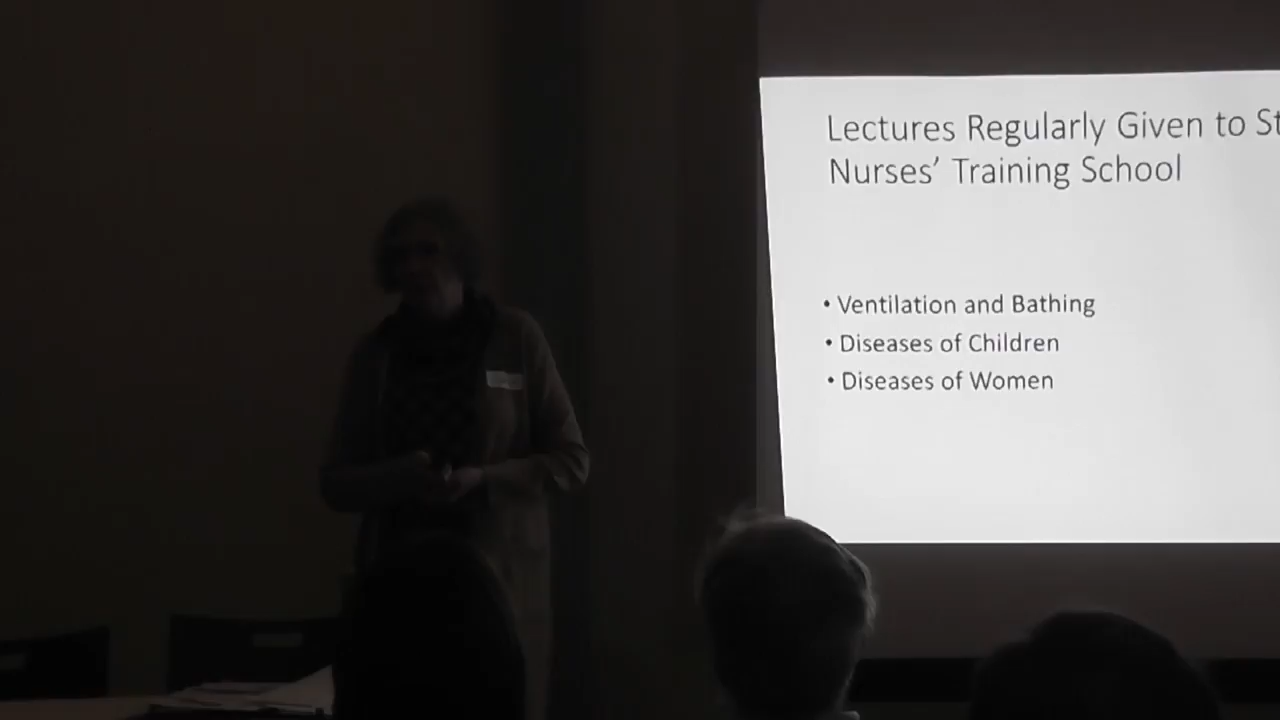 Lectures Regularly Given to St
Nurses’ Training School
• Ventilation and Bathing
• Diseases of Children
• Diseases of Women